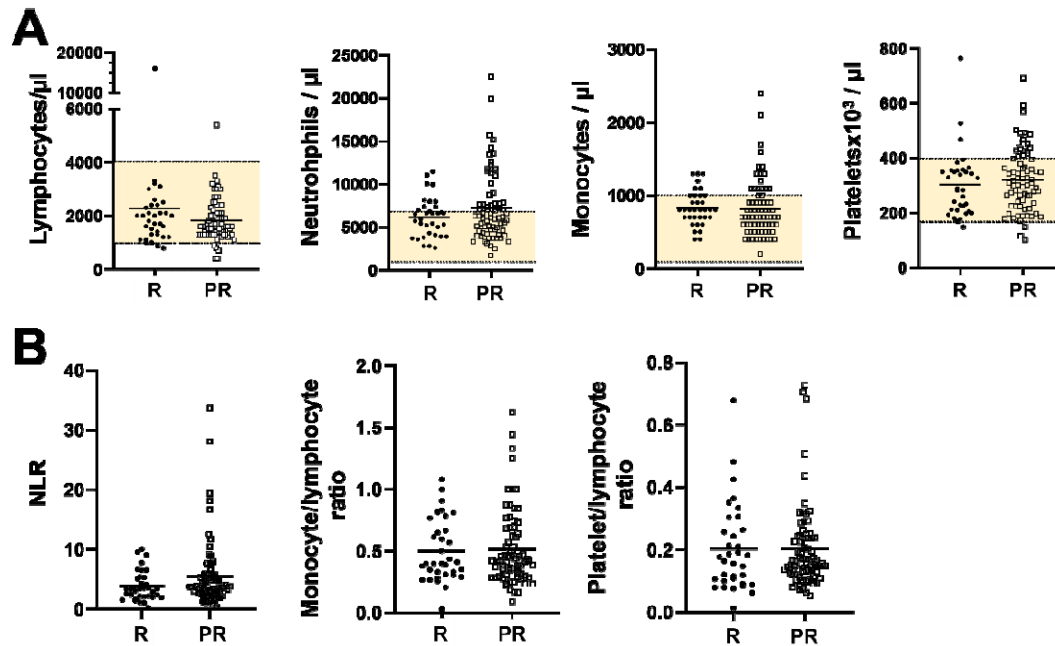 A
Lymphocytes/µl
20000
15000
10000
6000
4000
2000
0
R PR
Neutrohphils / µl
25000
20000
15000
10000
5000
0
R PR
Monocytes / µl
3000
2000
1000
0
R PR
Plateletsx10³ / µl
800
600
400
200
0
R PR
B
NLR
40
30
20
10
0
R PR
Monocyte/lymphocyte
ratio
2.0
1.5
1.0
0.5
0.0
R PR
Platelet/lymphocyte
ratio
0.8
0.6
0.4
0.2
0.0
R PR